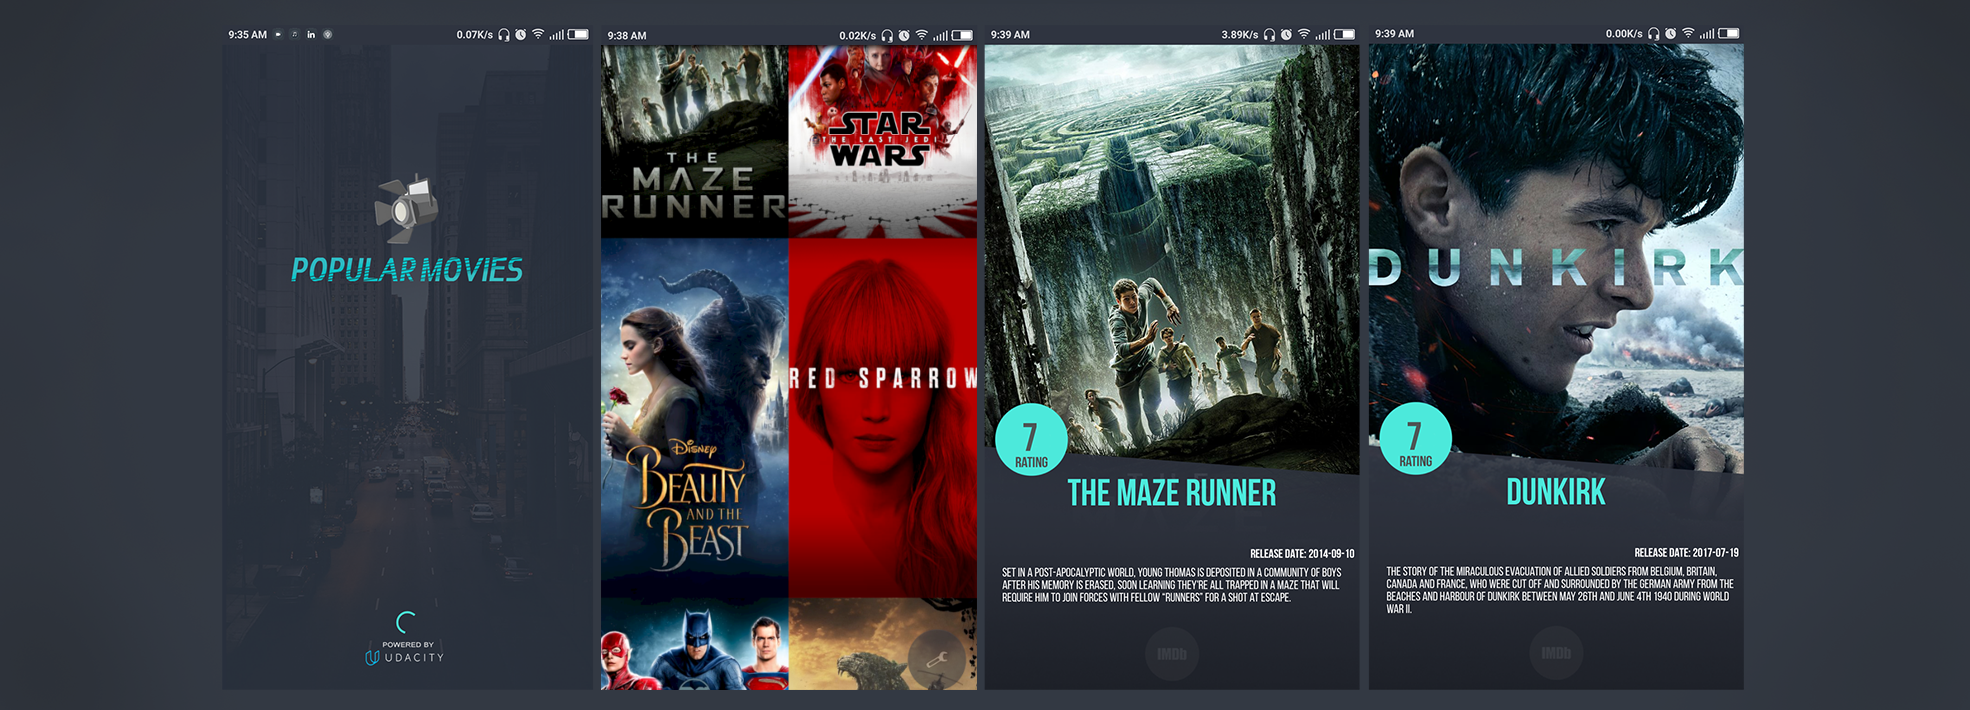 9:35 AM
0.07K/s
POPULAR MOVIES
POWERED BY
UDACITY
9:38 AM
0.02K/s
THE
MAZE
RUNNER
STAR
THE LAST JEDI
WARS
DISNEY
BEAUTY
AND THE
BEAST
RED SPARROW
9:39 AM
3.89K/s
7
RATING
THE MAZE RUNNER
RELEASE DATE: 2014-09-10
SET IN A POST-APOCALYPTIC WORLD, YOUNG THOMAS IS DEPOSITED IN A COMMUNITY OF BOYS
AFTER HIS MEMORY IS ERASED, SOON LEARNING THEY'RE ALL TRAPPED IN A MAZE THAT WILL
REQUIRE HIM TO JOIN FORCES WITH FELLOW "RUNNERS" FOR A SHOT AT ESCAPE.
IMDb
9:39 AM
0.00K/s
DUNKIRK
7
RATING
DUNKIRK
RELEASE DATE: 2017-07-19
THE STORY OF THE MIRACULOUS EVACUATION OF ALLIED SOLDIERS FROM BELGIUM, BRITAIN,
CANADA AND FRANCE, WHO WERE CUT OFF AND SURROUNDED BY THE GERMAN ARMY FROM THE
BEACHES AND HARBOUR OF DUNKIRK BETWEEN MAY 26TH AND JUNE 4TH 1940 DURING WORLD
WAR II.
IMDb